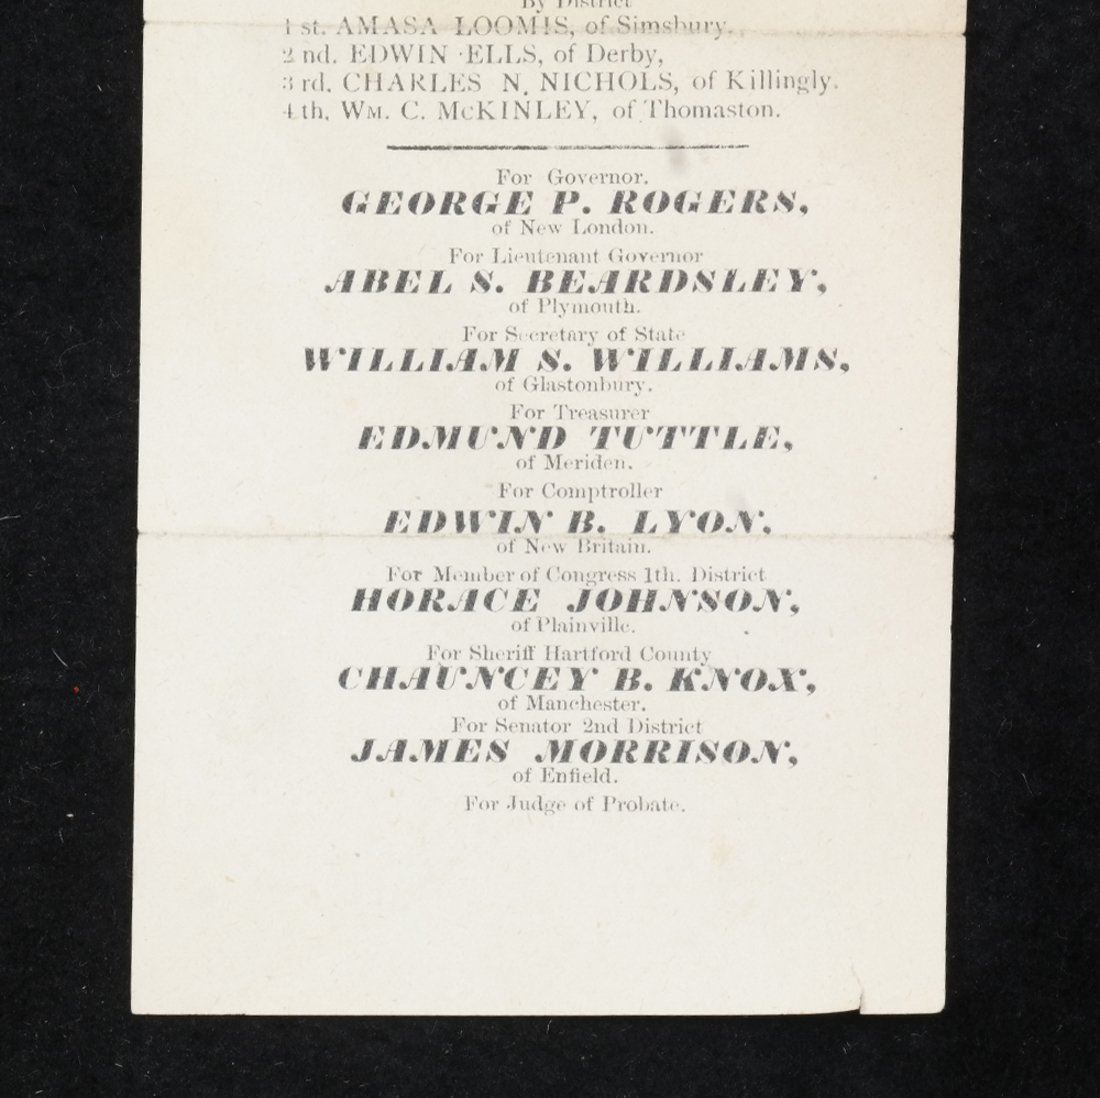 By District
1st. AMASA LOOMIS, of Simsbury,
2nd. EDWIN ELLS, of Derby,
3rd. CHARLES N. NICHOLS, of Killingly.
4th. WM. C. McKINLEY, of Thomaston.
For Governor.
GEORGE P. ROGERS,
of New London.
For Lieutenant Governor
ABEL S. BEARDSLEY,
of Plymouth.
For Secretary of State
WILLIAM S. WILLIAMS,
of Glastonbury.
For Treasurer
EDMUND TUTTLE,
of Meriden.
For Comptroller
EDWIN B. LYON,
of New Britain.
For Member of Congress 1th. District
HORACE JOHNSON,
of Plainville.
For Sheriff Hartford County
CHAUNCEY B. KNOX,
of Manchester.
For Senator 2nd District
JAMES MORRISON,
of Enfield.
For Judge of Probate.